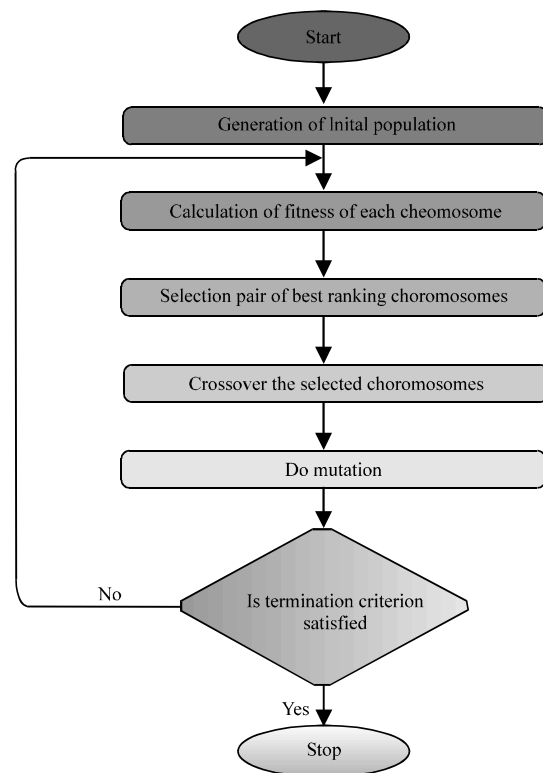 Start
Generation of Inital population
Calculation of fitness of each cheomosome
Selection pair of best ranking choromosomes
Crossover the selected choromosomes
Do mutation
No
Is termination criterion
satisfied
Yes
Stop